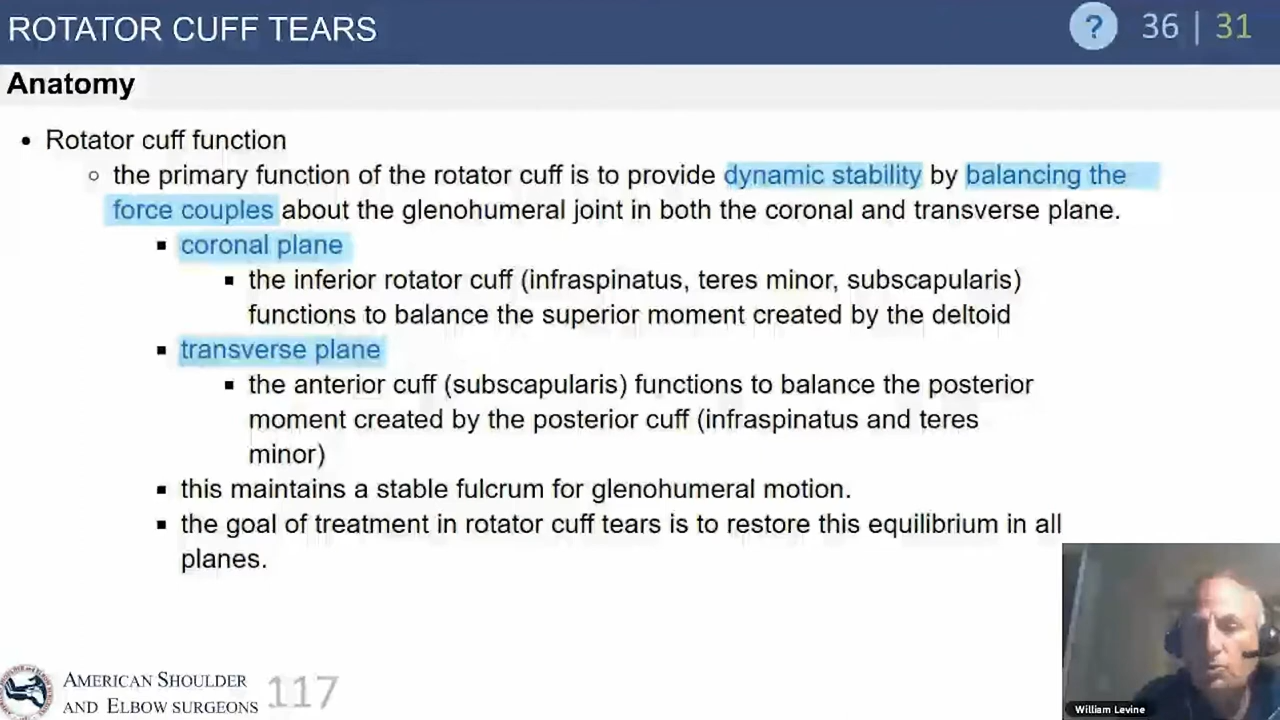 ROTATOR CUFF TEARS
? 36 | 31
Anatomy
• Rotator cuff function
○ the primary function of the rotator cuff is to provide dynamic stability by balancing the
force couples about the glenohumeral joint in both the coronal and transverse plane.
▪ coronal plane
▪ the inferior rotator cuff (infraspinatus, teres minor, subscapularis)
functions to balance the superior moment created by the deltoid
▪ transverse plane
▪ the anterior cuff (subscapularis) functions to balance the posterior
moment created by the posterior cuff (infraspinatus and teres
minor)
▪ this maintains a stable fulcrum for glenohumeral motion.
▪ the goal of treatment in rotator cuff tears is to restore this equilibrium in all
planes.
AMERICAN SHOULDER
AND ELBOW SURGEONS
117
William Levine